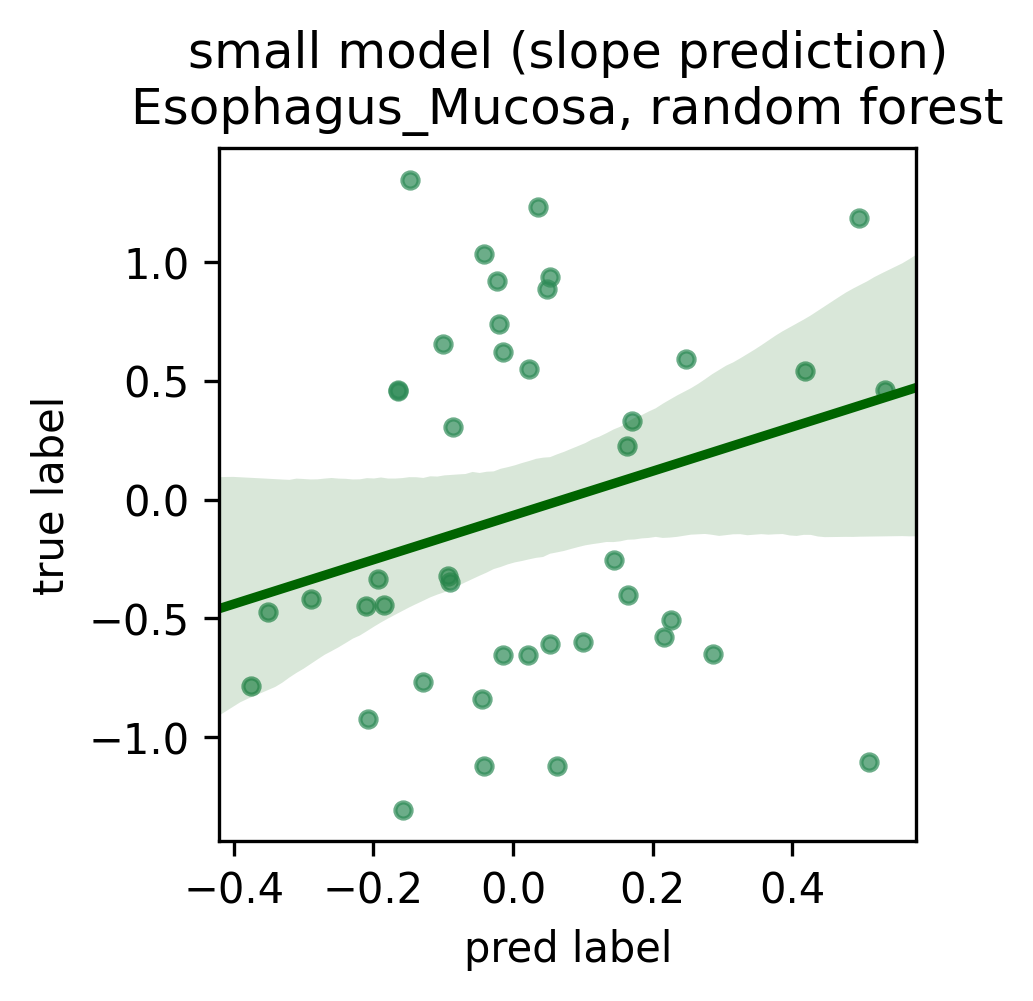 small model (slope prediction)
Esophagus_Mucosa, random forest
1.0
0.5
0.0
−0.5
−1.0
true label
−0.4 −0.2 0.0 0.2 0.4
pred label